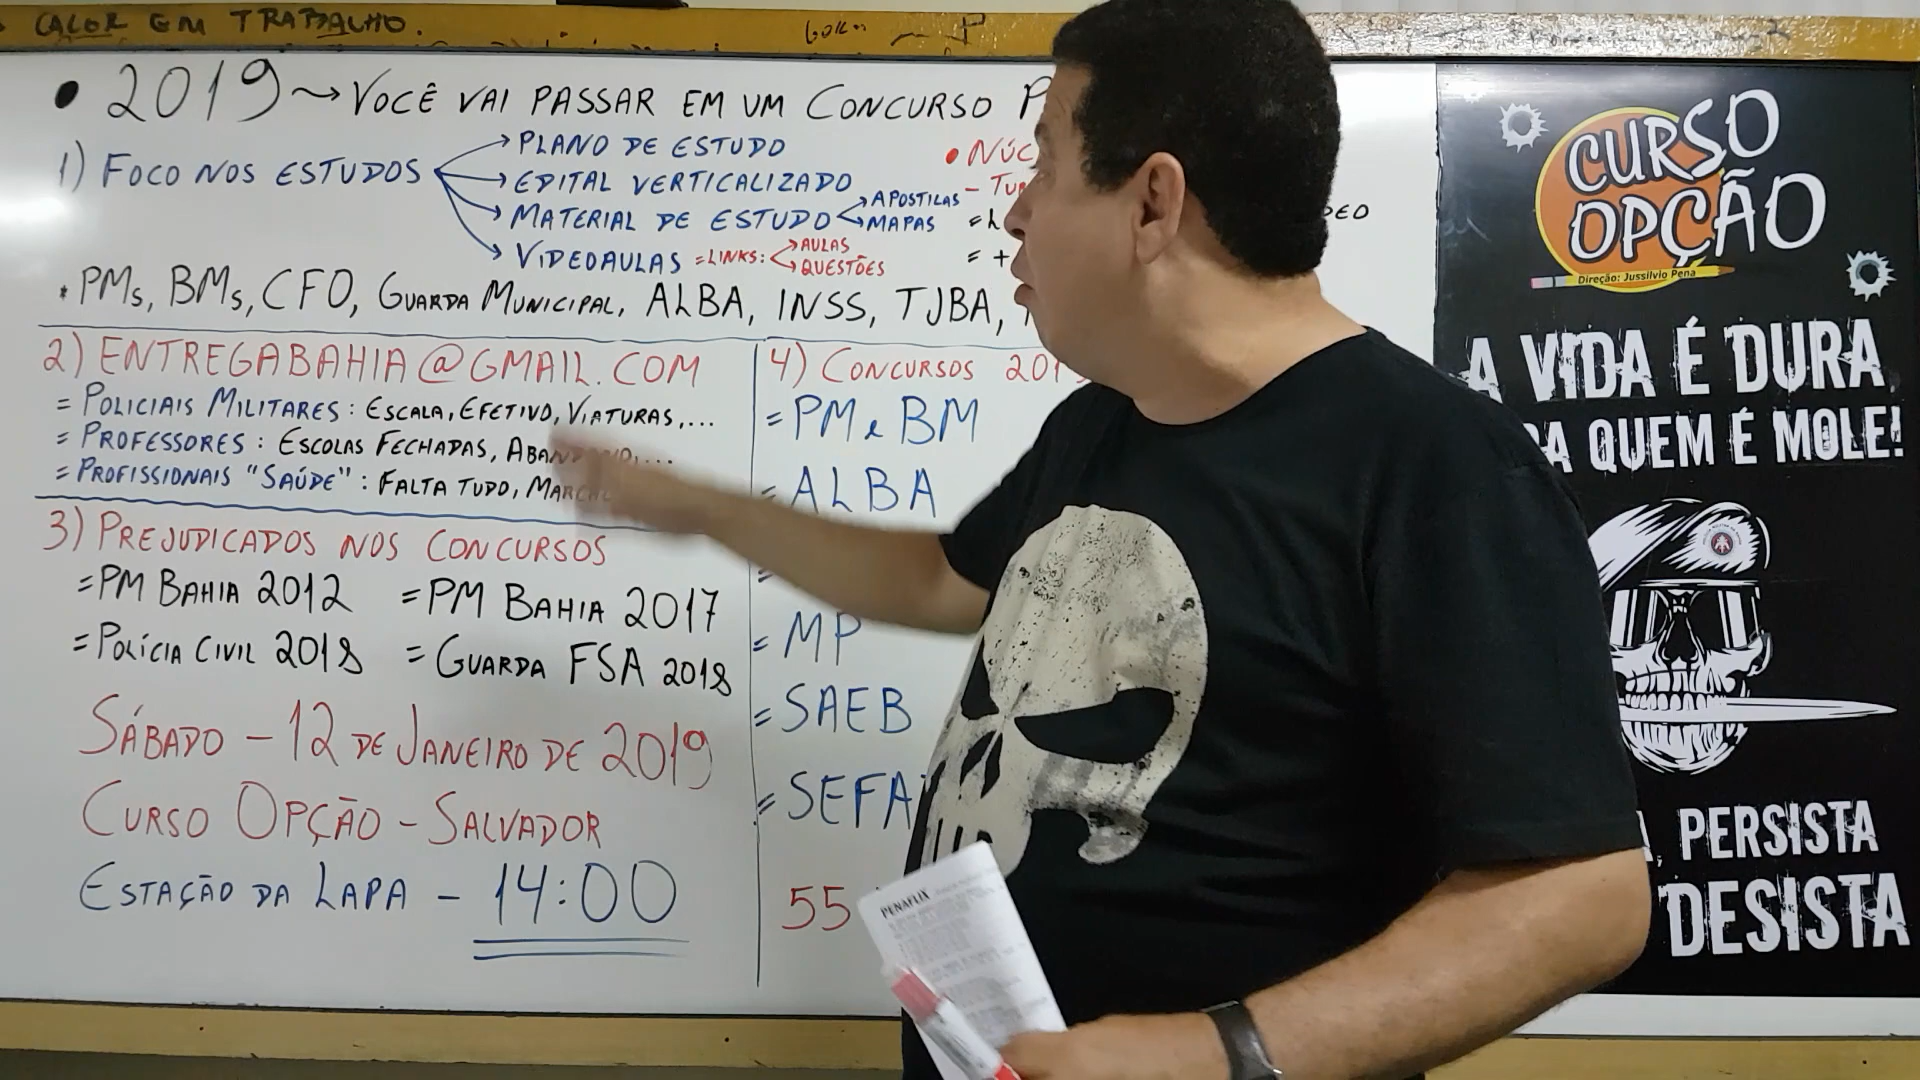 CALOR EM TRABALHO.
• 2019 → VOCÊ VAI PASSAR EM UM CONCURSO P
1) FOCO NOS ESTUDOS
→ PLANO DE ESTUDO
→ EDITAL VERTICALIZADO
→ MATERIAL DE ESTUDO
→ APOSTILAS
→ MAPAS
→ VIDEOAULAS = LINKS:
→ AULAS
→ QUESTÕES
• NÚC
- TUR
DEO
= +
• PMs, BMs, CFO, GUARDA MUNICIPAL, ALBA, INSS, TJBA,
2) ENTREGABAHIA@GMAIL.COM
= POLICIAIS MILITARES: ESCALA, EFETIVO, VIATURAS,...
= PROFESSORES: ESCOLAS FECHADAS, ABANDONO,...
= PROFISSIONAIS "SAÚDE": FALTA TUDO,
3) PREJUDICADOS NOS CONCURSOS
= PM BAHIA 2012 = PM BAHIA 2017
= POLÍCIA CIVIL 2018 = GUARDA FSA 2018
SÁBADO - 12 DE JANEIRO DE 2019
CURSO OPÇÃO - SALVADOR
ESTAÇÃO DA LAPA - 14:00
4) CONCURSOS 201
= PM e BM
= ALBA
= MP
= SAEB
= SEFA
55
PENAFLIX
CURSO
OPÇÃO
Direção: Jussilvio Pena
A VIDA É DURA
A QUEM É MOLE!
, PERSISTA
DESISTA